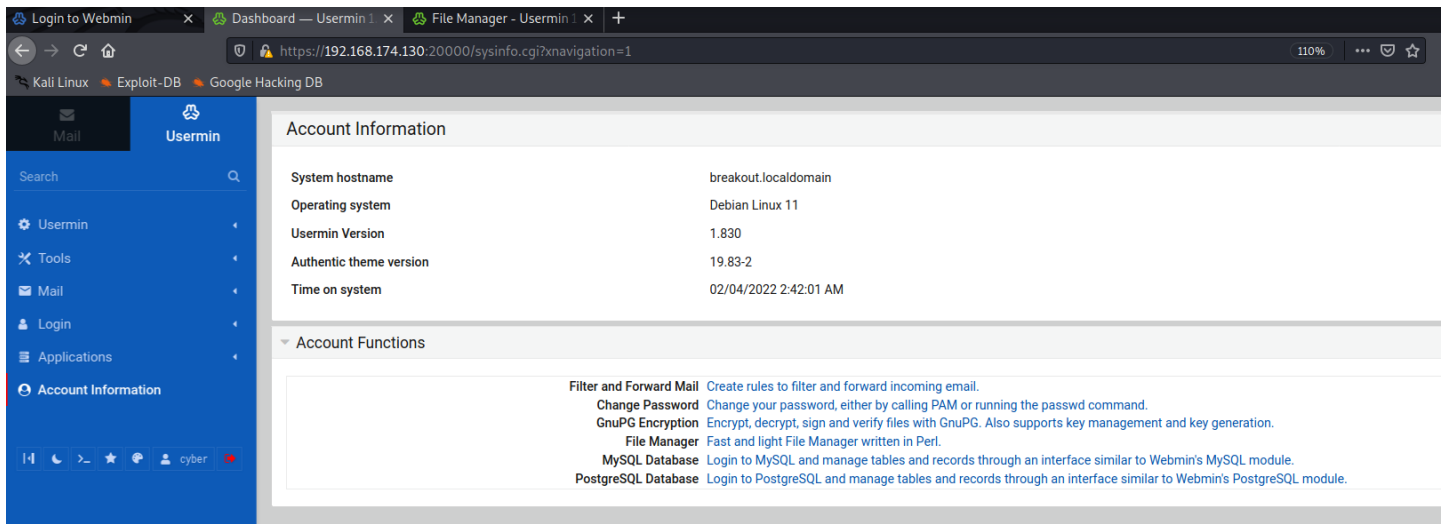 Login to Webmin × Dashboard — Usermin 1 × File Manager - Usermin 1 × +
https://192.168.174.130:20000/sysinfo.cgi?xnavigation=1 110%
Kali Linux Exploit-DB Google Hacking DB
Mail
Usermin
Search
Usermin
Tools
Mail
Login
Applications
Account Information
cyber
Account Information
System hostname breakout.localdomain
Operating system Debian Linux 11
Usermin Version 1.830
Authentic theme version 19.83-2
Time on system 02/04/2022 2:42:01 AM
Account Functions
Filter and Forward Mail Create rules to filter and forward incoming email.
Change Password Change your password, either by calling PAM or running the passwd command.
GnuPG Encryption Encrypt, decrypt, sign and verify files with GnuPG. Also supports key management and key generation.
File Manager Fast and light File Manager written in Perl.
MySQL Database Login to MySQL and manage tables and records through an interface similar to Webmin's MySQL module.
PostgreSQL Database Login to PostgreSQL and manage tables and records through an interface similar to Webmin's PostgreSQL module.